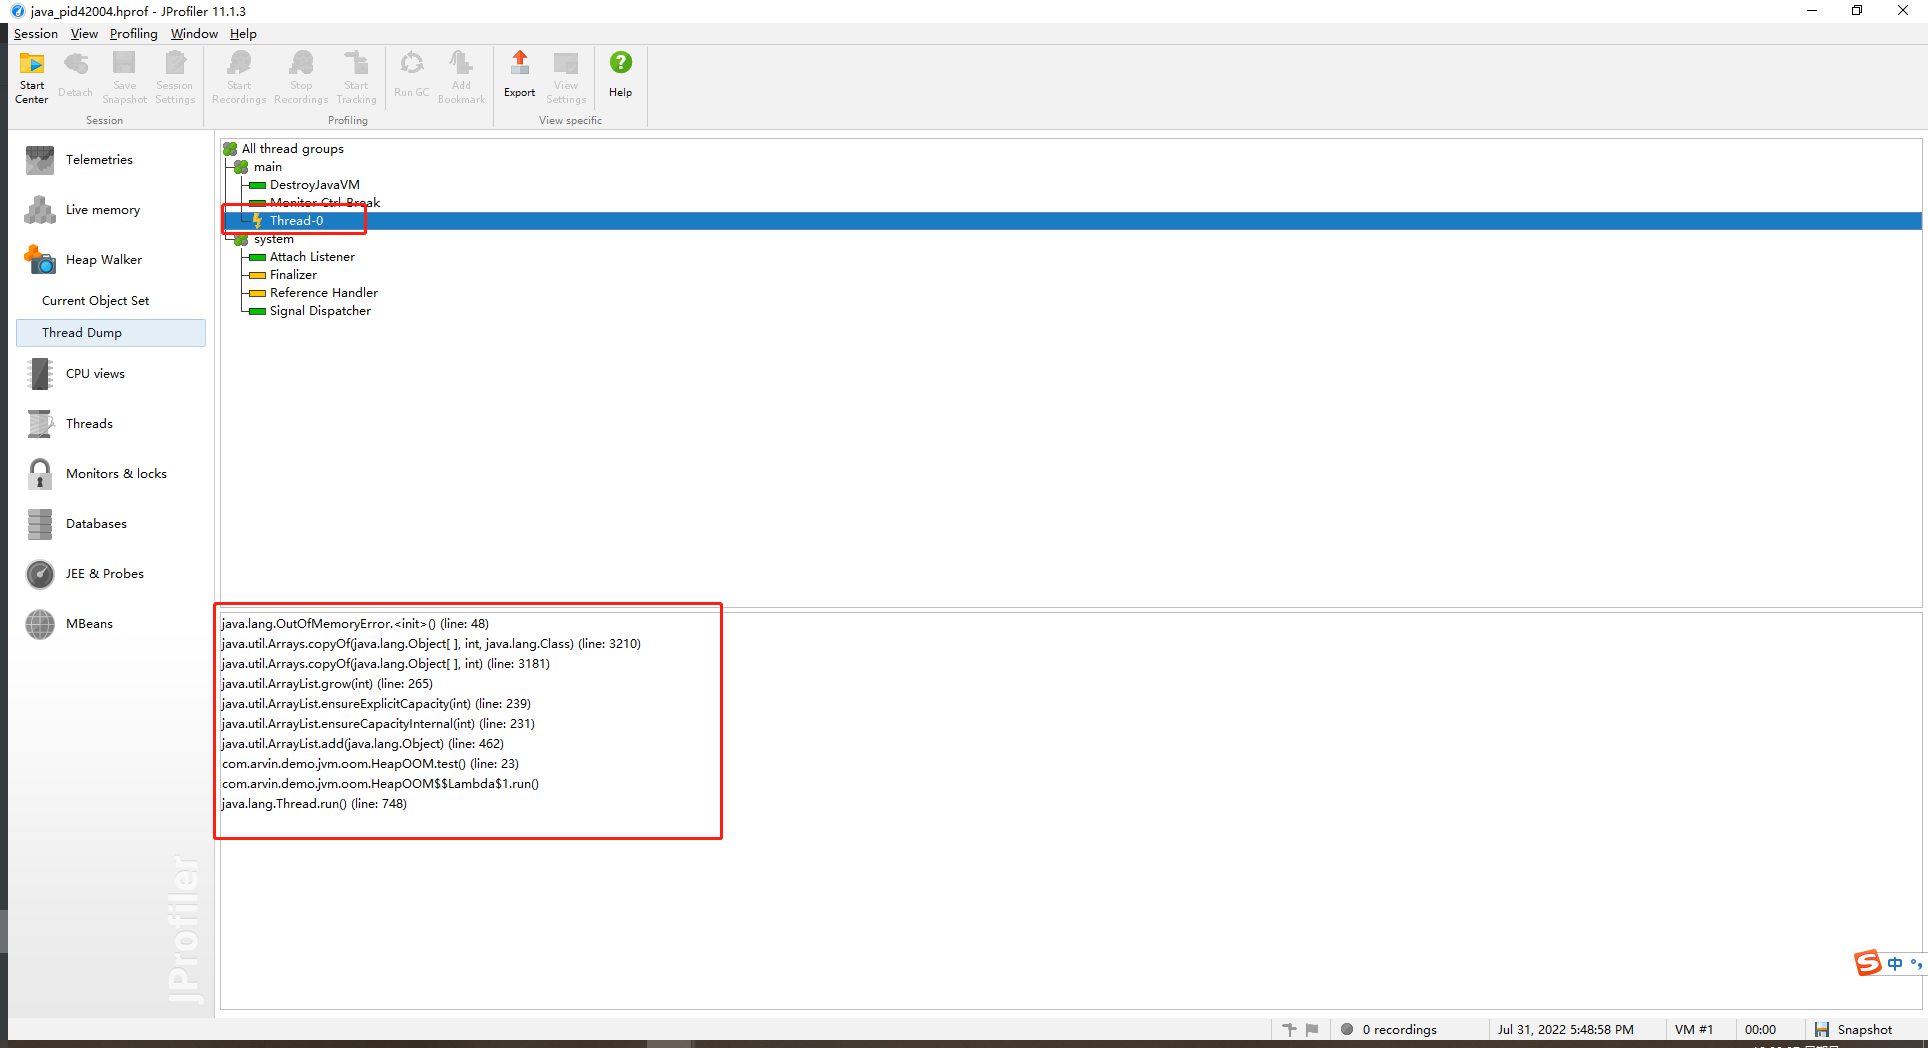 java_pid42004.hprof - JProfiler 11.1.3
Session View Profiling Window Help
Start Center
Detach
Save Snapshot
Session Settings
Start Recordings
Stop Recordings
Start Tracking
Run GC
Add Bookmark
Export
View Settings
Help
Session
Profiling
View specific
Telemetries
Live memory
Heap Walker
Current Object Set
Thread Dump
CPU views
Threads
Monitors & locks
Databases
JEE & Probes
MBeans
JProfiler
All thread groups
main
DestroyJavaVM
Monitor Ctrl-Break
Thread-0
system
Attach Listener
Finalizer
Reference Handler
Signal Dispatcher
java.lang.OutOfMemoryError.<init>() (line: 48)
java.util.Arrays.copyOf(java.lang.Object[ ], int, java.lang.Class) (line: 3210)
java.util.Arrays.copyOf(java.lang.Object[ ], int) (line: 3181)
java.util.ArrayList.grow(int) (line: 265)
java.util.ArrayList.ensureExplicitCapacity(int) (line: 239)
java.util.ArrayList.ensureCapacityInternal(int) (line: 231)
java.util.ArrayList.add(java.lang.Object) (line: 462)
com.arvin.demo.jvm.oom.HeapOOM.test() (line: 23)
com.arvin.demo.jvm.oom.HeapOOM$$Lambda$1.run()
java.lang.Thread.run() (line: 748)
S 中 °,
0 recordings
Jul 31, 2022 5:48:58 PM
VM #1
00:00
Snapshot